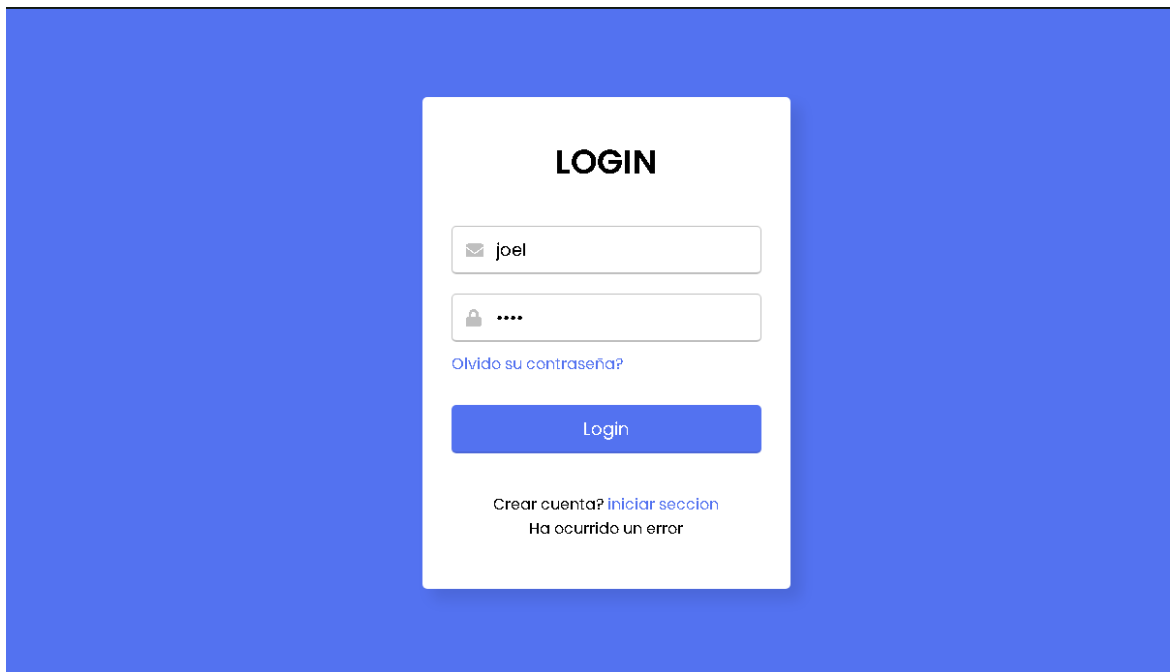 LOGIN
joel
••••
Olvido su contraseña?
Login
Crear cuenta? iniciar seccion
Ha ocurrido un error